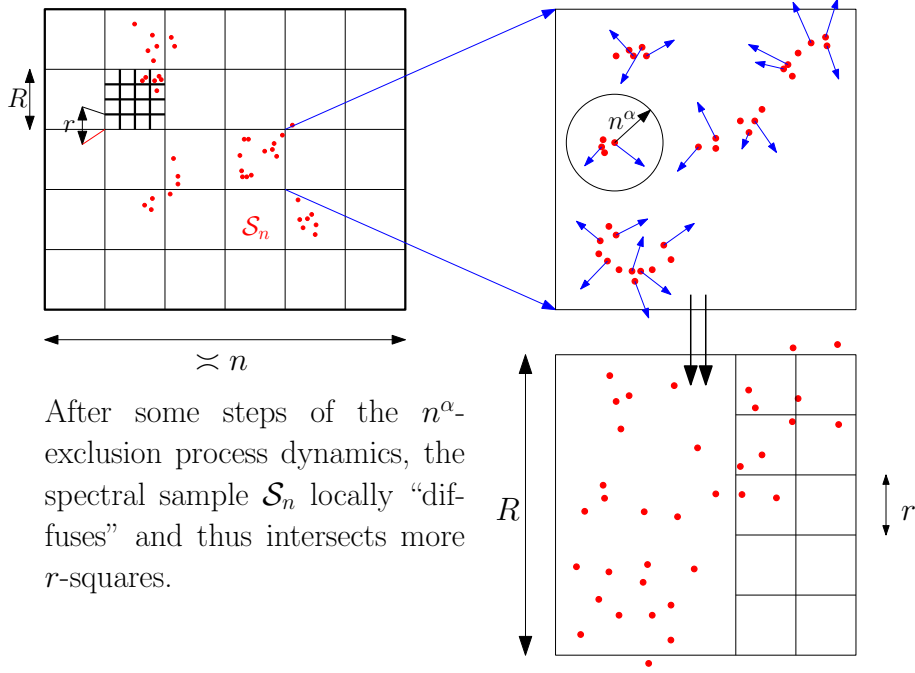 R
r
n^α
𝒮_n
≍ n
After some steps of the n^α-
exclusion process dynamics, the
spectral sample 𝒮_n locally “dif-
fuses” and thus intersects more
r-squares.
R
r